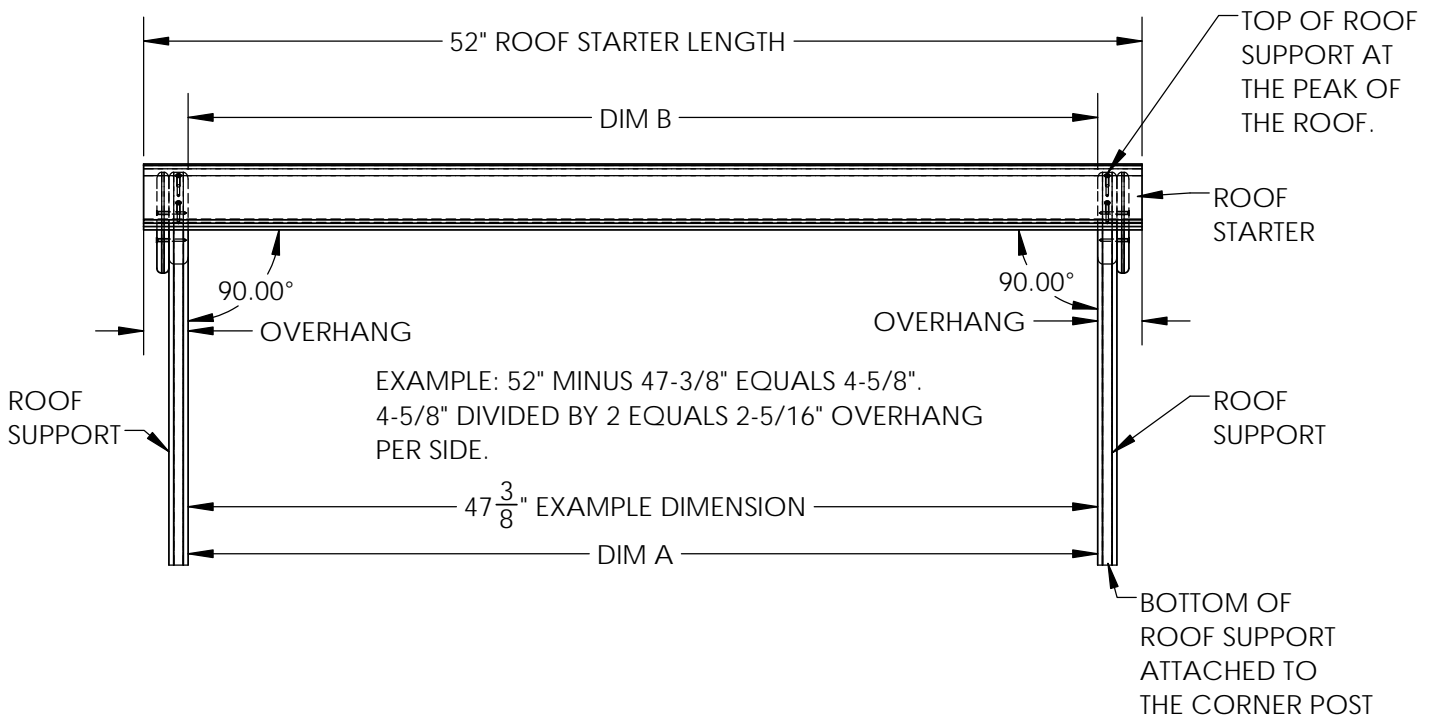 52" ROOF STARTER LENGTH
TOP OF ROOF
SUPPORT AT
THE PEAK OF
THE ROOF.
DIM B
ROOF
STARTER
90.00°
90.00°
OVERHANG
OVERHANG
EXAMPLE: 52" MINUS 47-3/8" EQUALS 4-5/8".
4-5/8" DIVIDED BY 2 EQUALS 2-5/16" OVERHANG
PER SIDE.
ROOF
SUPPORT
ROOF
SUPPORT
47 3/8" EXAMPLE DIMENSION
DIM A
BOTTOM OF
ROOF SUPPORT
ATTACHED TO
THE CORNER POST